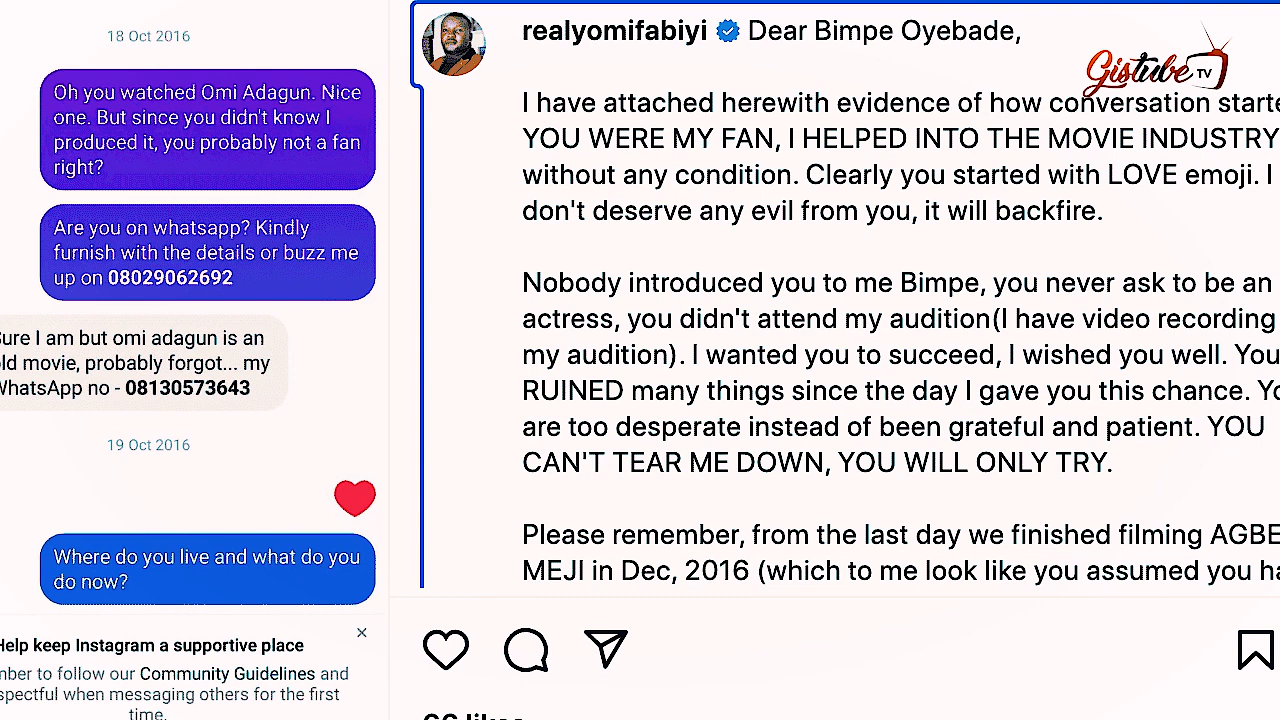 18 Oct 2016
Oh you watched Omi Adagun. Nice
one. But since you didn't know I
produced it, you probably not a fan
right?
Are you on whatsapp? Kindly
furnish with the details or buzz me
up on 08029062692
ure I am but omi adagun is an
ld movie, probably forgot... my
WhatsApp no - 08130573643
19 Oct 2016
Where do you live and what do you
do now?
Help keep Instagram a supportive place
mber to follow our Community Guidelines and
spectful when messaging others for the first
time.
realyomifabiyi Dear Bimpe Oyebade,
I have attached herewith evidence of how conversation starte
YOU WERE MY FAN, I HELPED INTO THE MOVIE INDUSTRY
without any condition. Clearly you started with LOVE emoji. I
don't deserve any evil from you, it will backfire.
Nobody introduced you to me Bimpe, you never ask to be an
actress, you didn't attend my audition(I have video recording
my audition). I wanted you to succeed, I wished you well. You
RUINED many things since the day I gave you this chance. Yo
are too desperate instead of been grateful and patient. YOU
CAN'T TEAR ME DOWN, YOU WILL ONLY TRY.
Please remember, from the last day we finished filming AGBE
MEJI in Dec, 2016 (which to me look like you assumed you ha
Gistube TV